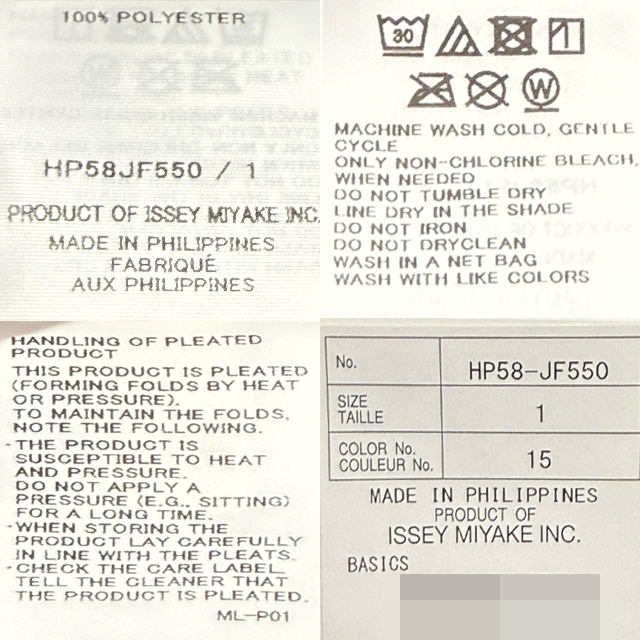 100% POLYESTER
HP58JF550 / 1
PRODUCT OF ISSEY MIYAKE INC.
MADE IN PHILIPPINES
FABRIQUÉ
AUX PHILIPPINES
30
W
MACHINE WASH COLD, GENTLE
CYCLE
ONLY NON-CHLORINE BLEACH,
WHEN NEEDED
DO NOT TUMBLE DRY
LINE DRY IN THE SHADE
DO NOT IRON
DO NOT DRYCLEAN
WASH IN A NET BAG
WASH WITH LIKE COLORS
HANDLING OF PLEATED
PRODUCT
THIS PRODUCT IS PLEATED
(FORMING FOLDS BY HEAT
OR PRESSURE).
TO MAINTAIN THE FOLDS,
NOTE THE FOLLOWING.
-THE PRODUCT IS
SUSCEPTIBLE TO HEAT
AND PRESSURE.
DO NOT APPLY A
PRESSURE (E.G., SITTING)
FOR A LONG TIME.
-WHEN STORING THE
PRODUCT LAY CAREFULLY
IN LINE WITH THE PLEATS.
-CHECK THE CARE LABEL.
TELL THE CLEANER THAT
THE PRODUCT IS PLEATED.
ML-P01
No. HP58-JF550
SIZE
TAILLE 1
COLOR No.
COULEUR No. 15
MADE IN PHILIPPINES
PRODUCT OF
ISSEY MIYAKE INC.
BASICS